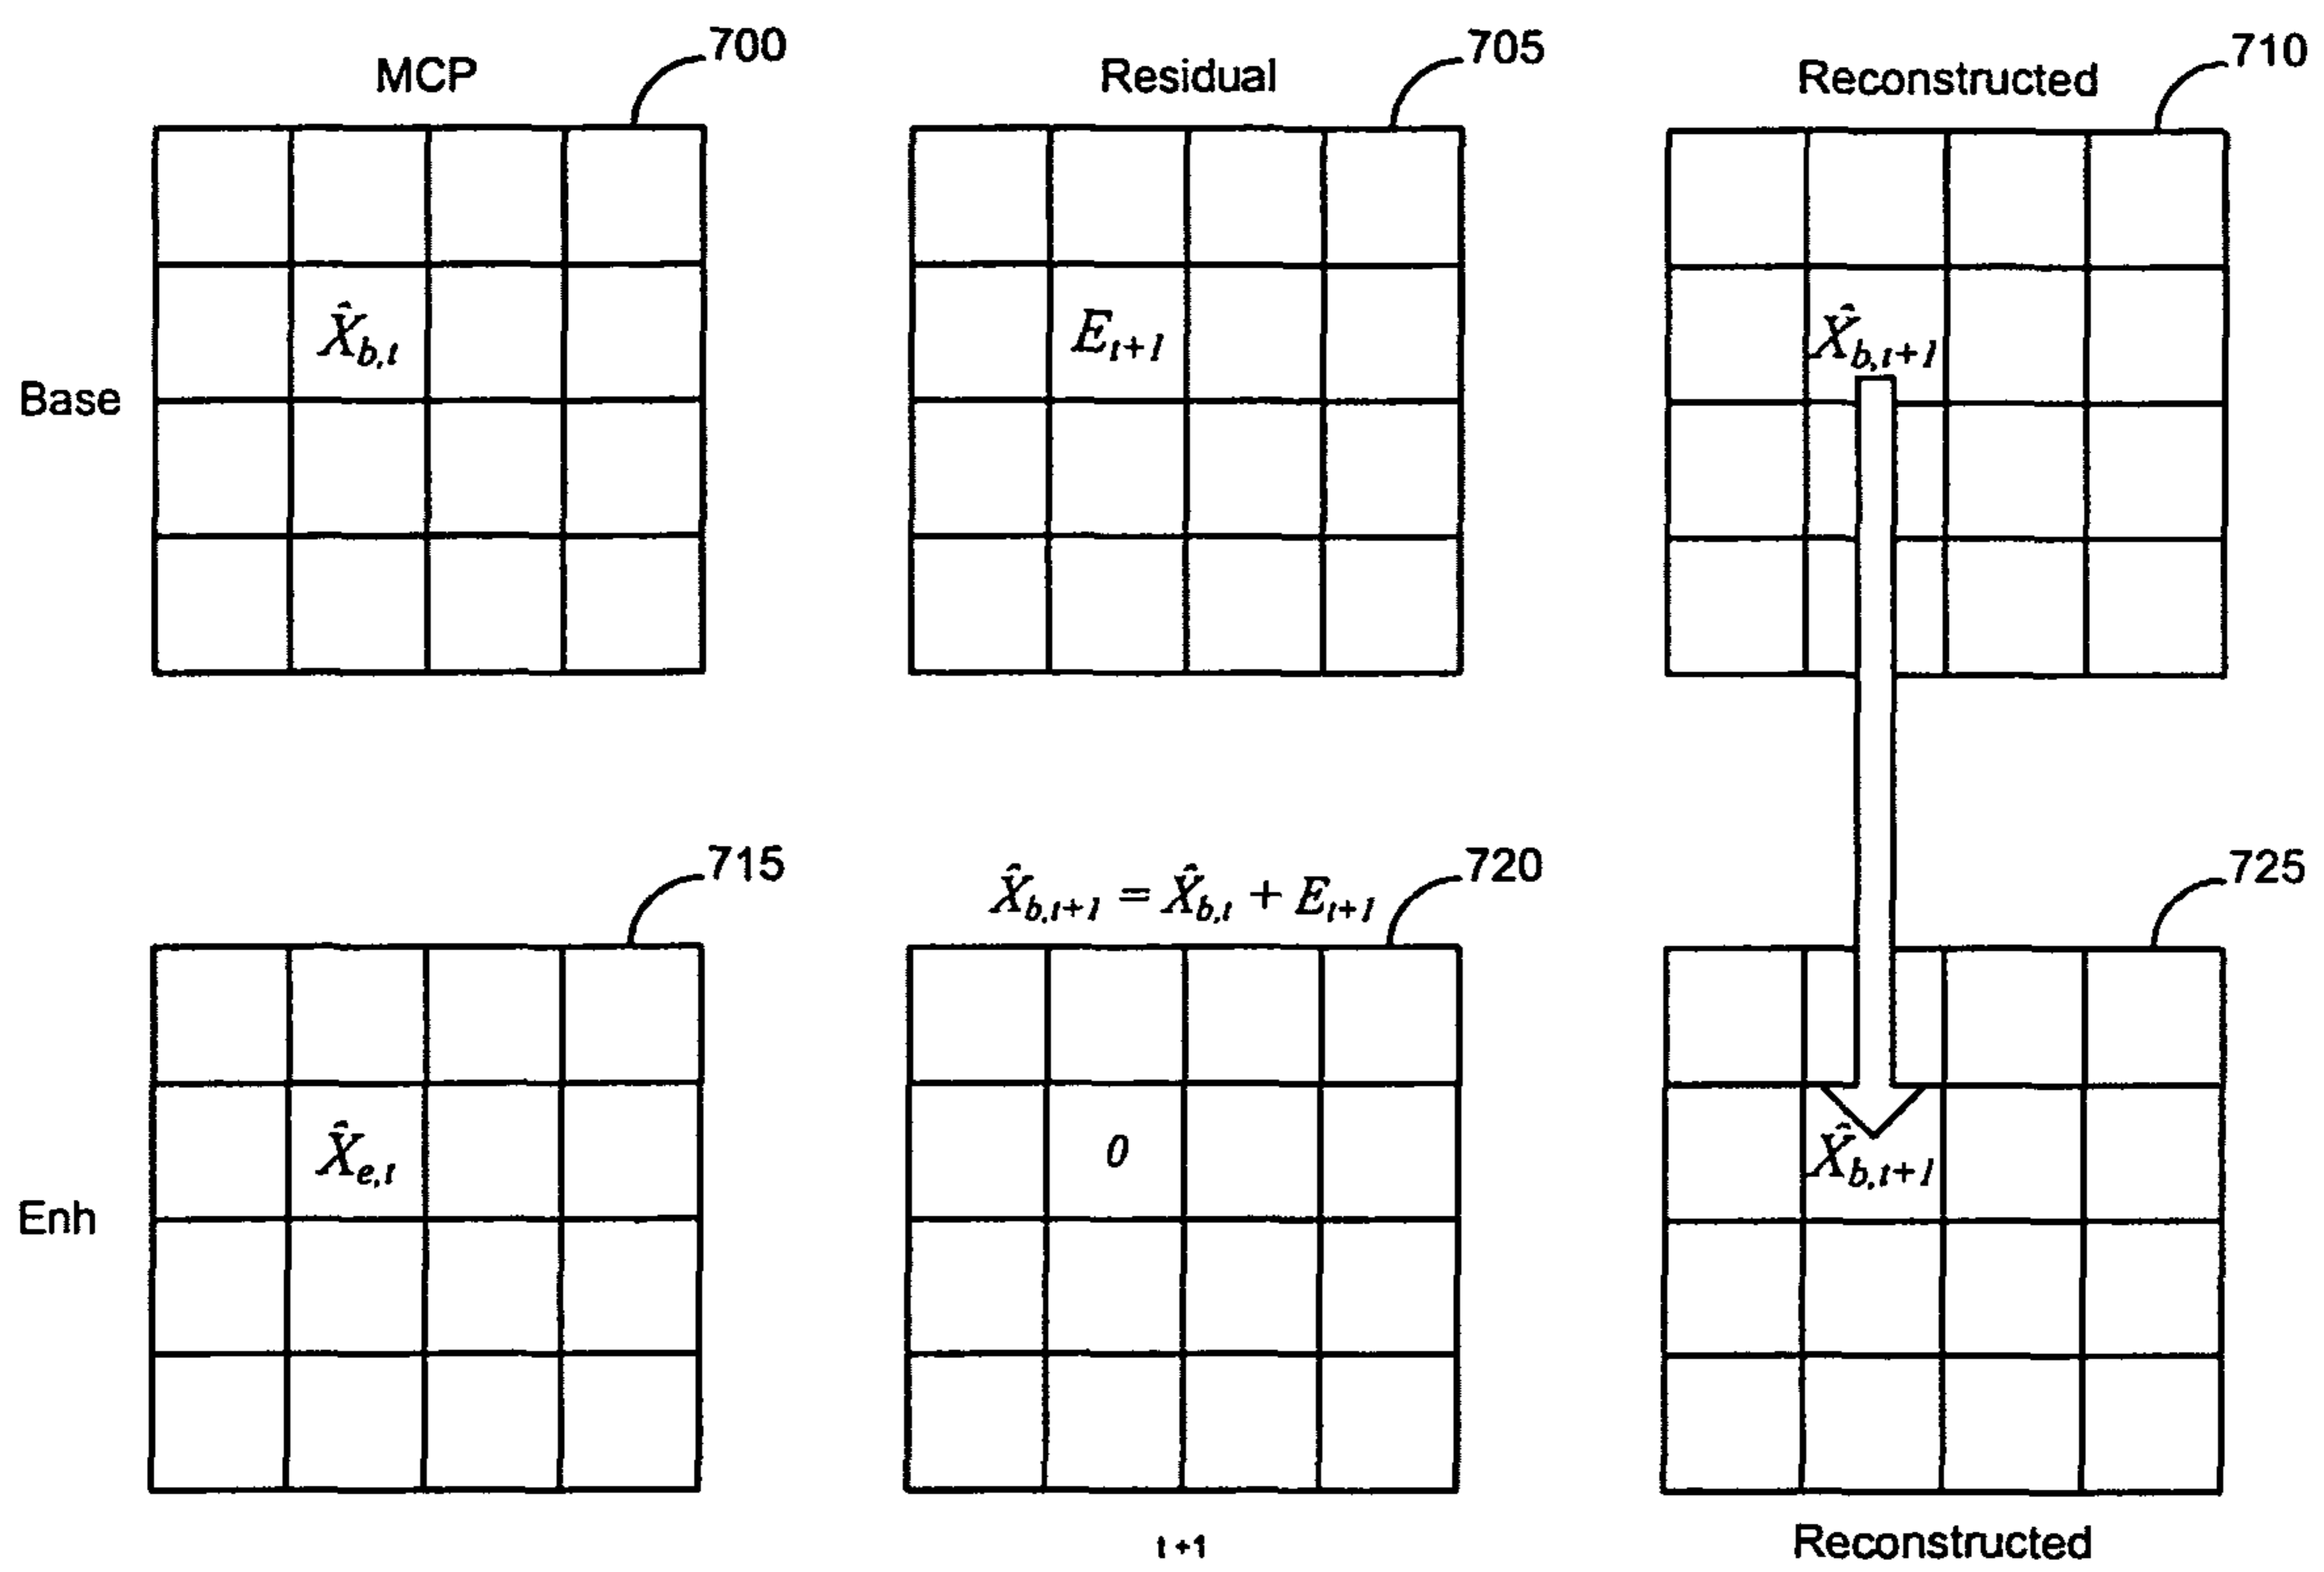 MCP
700
Residual
705
Reconstructed
710
Base
X̂b,t
Et+1
X̂b,t+1
715
X̂b,t+1 = X̂b,t + Et+1
720
725
Enh
X̂e,t
0
X̂b,t+1
t+1
Reconstructed